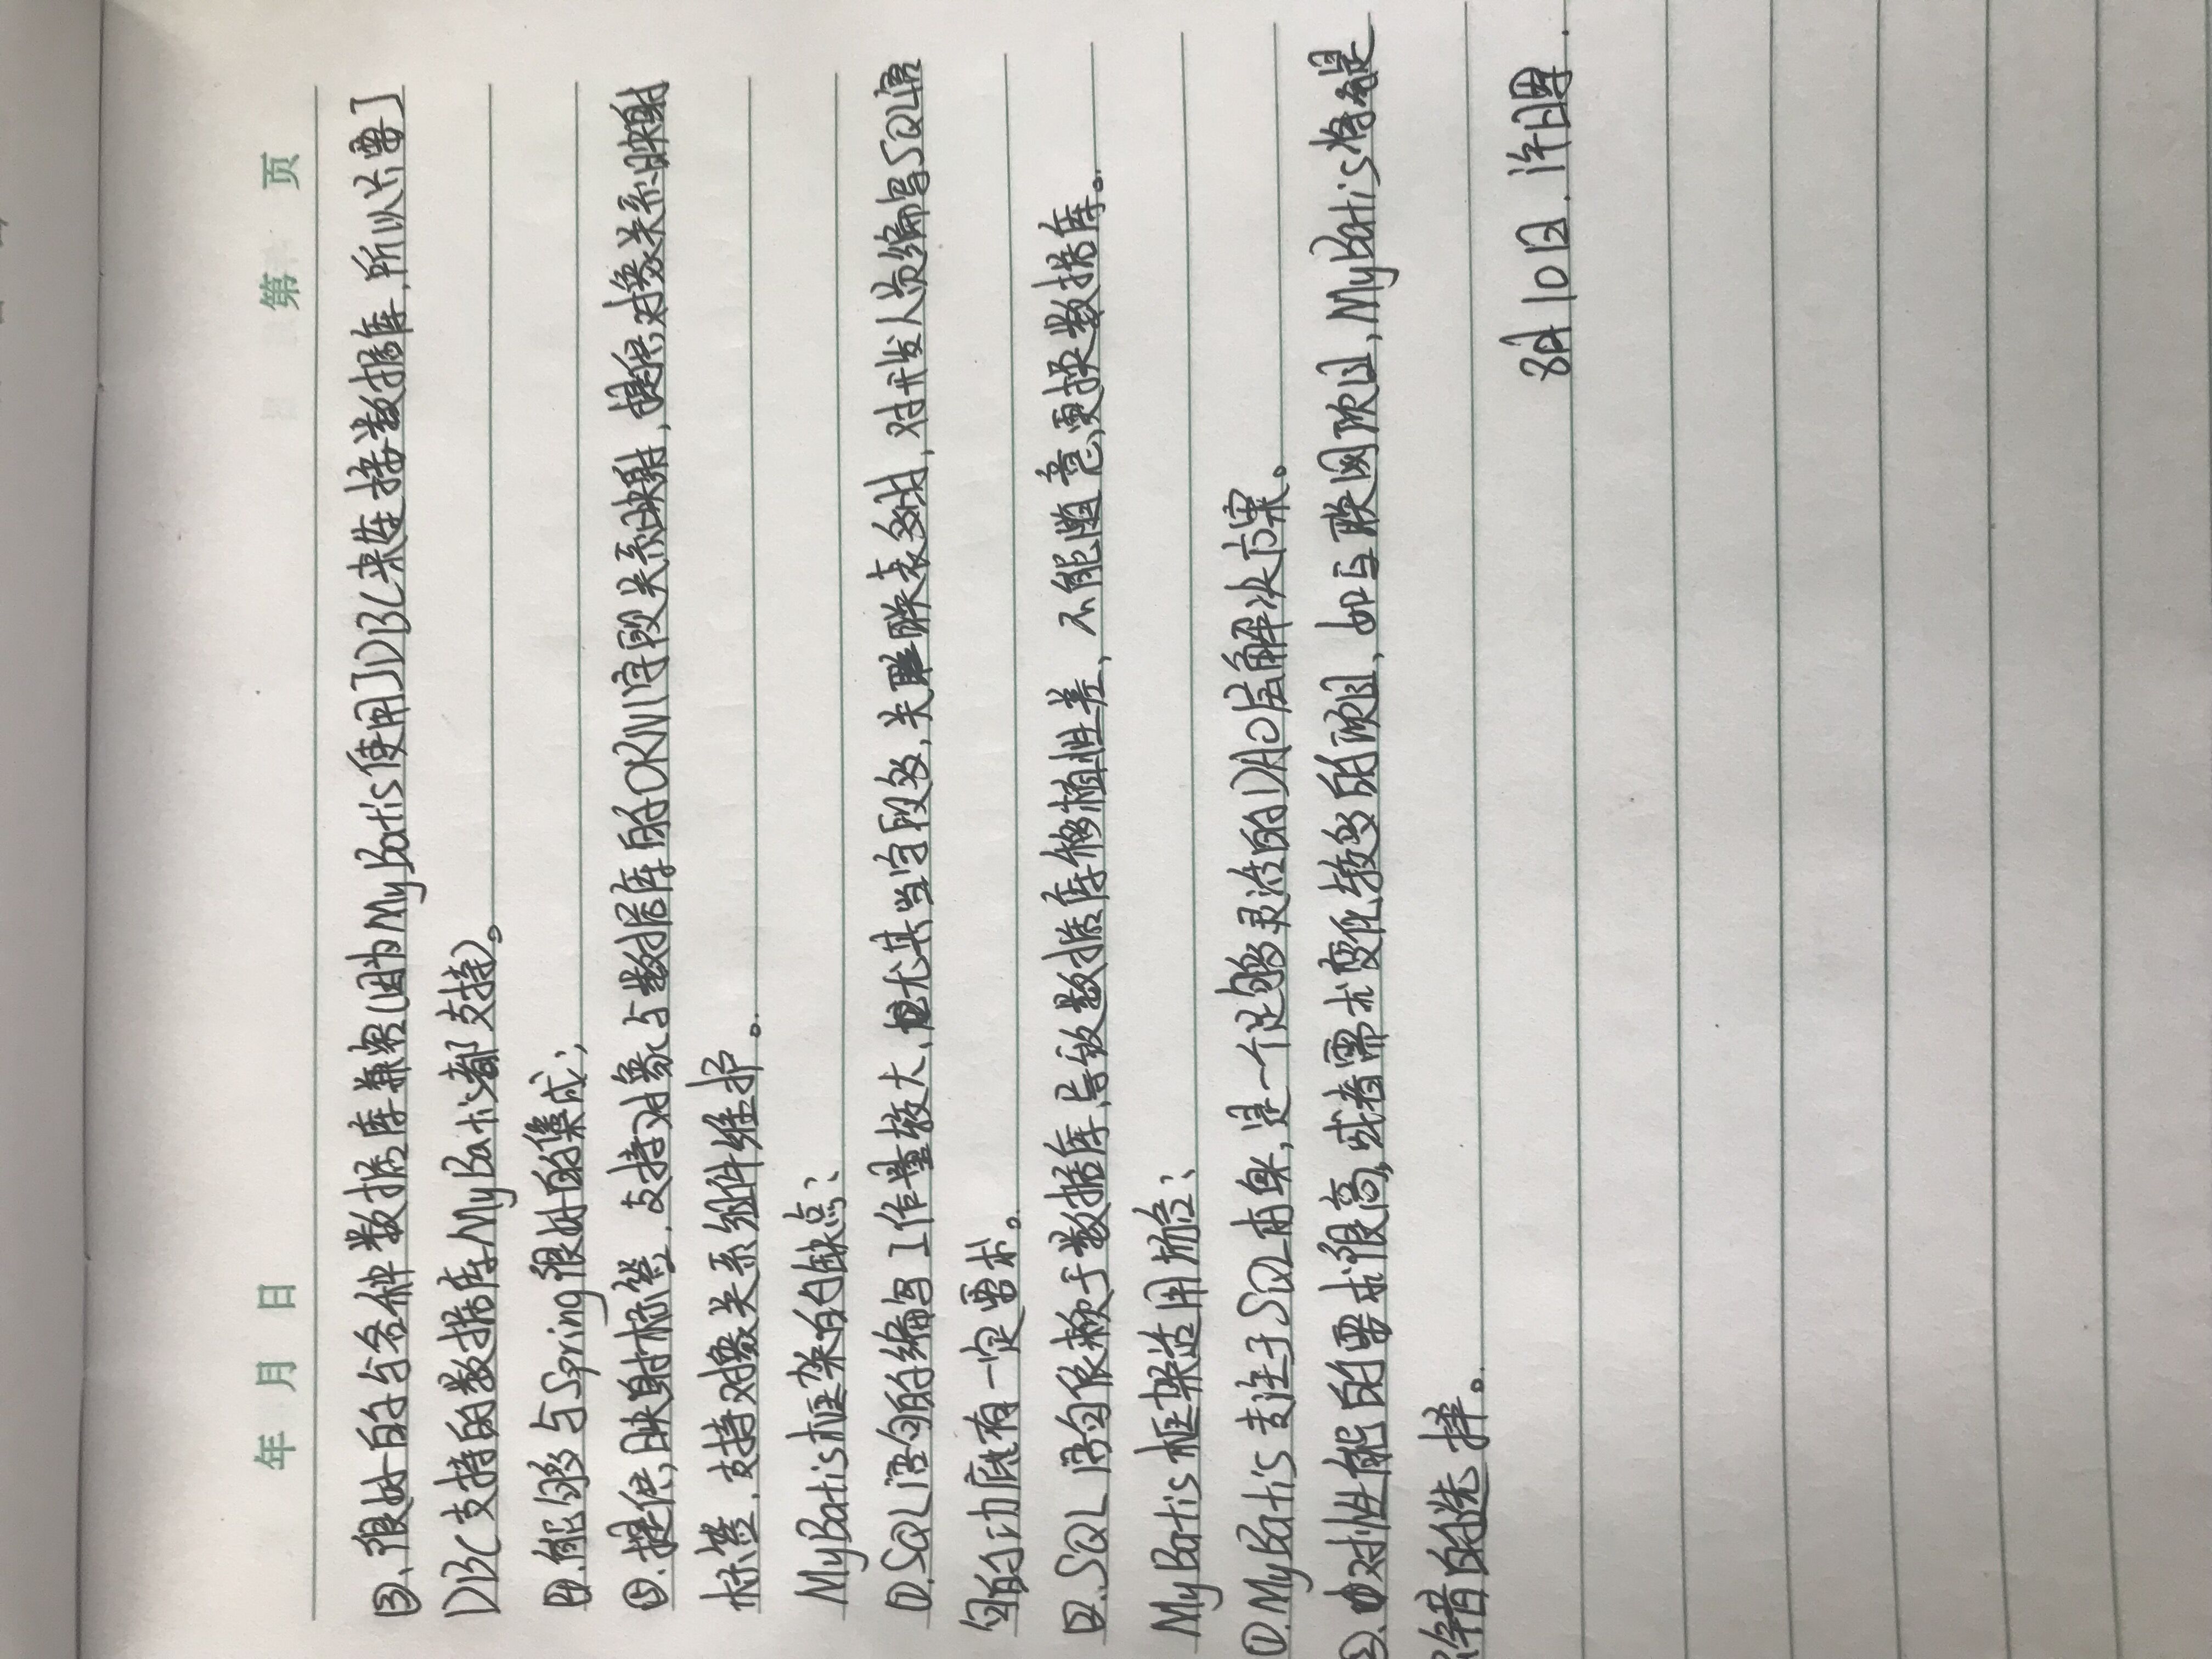 年 月 日 第 页
③、很好的与各种数据库兼容(因为MyBatis使用JDBC来连接数据库,所以只要J
DBC支持的数据库MyBatis都支持)。
④.能够与Spring很好的集成;
⑤.提供映射标签,支持对象与数据库的ORM字段关系映射,提供对象关系映射
标签,支持对象关系组件维护。
MyBatis框架的缺点:
①.SQL语句的编写工作量较大,尤其当字段多,关联表多时,对开发人员编写SQL语
句的功底有一定要求。
②.SQL语句依赖于数据库,导致数据库移植性差,不能随意更换数据库。
MyBatis框架适用场合:
①.MyBatis专注于SQL本身,是一个足够灵活的DAO层解决方案。
②.对性能的要求很高,或者需求变化较多的项目,如互联网项目,MyBatis将是
不错的选择。
8月10日.许